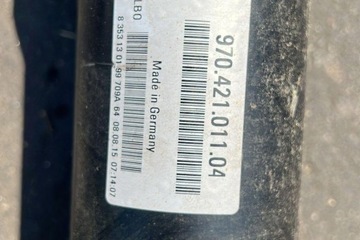 970.421.011.04
Made in Germany
LB0
8 353 13 01 99 709A 64 08.08.15 07:14:07